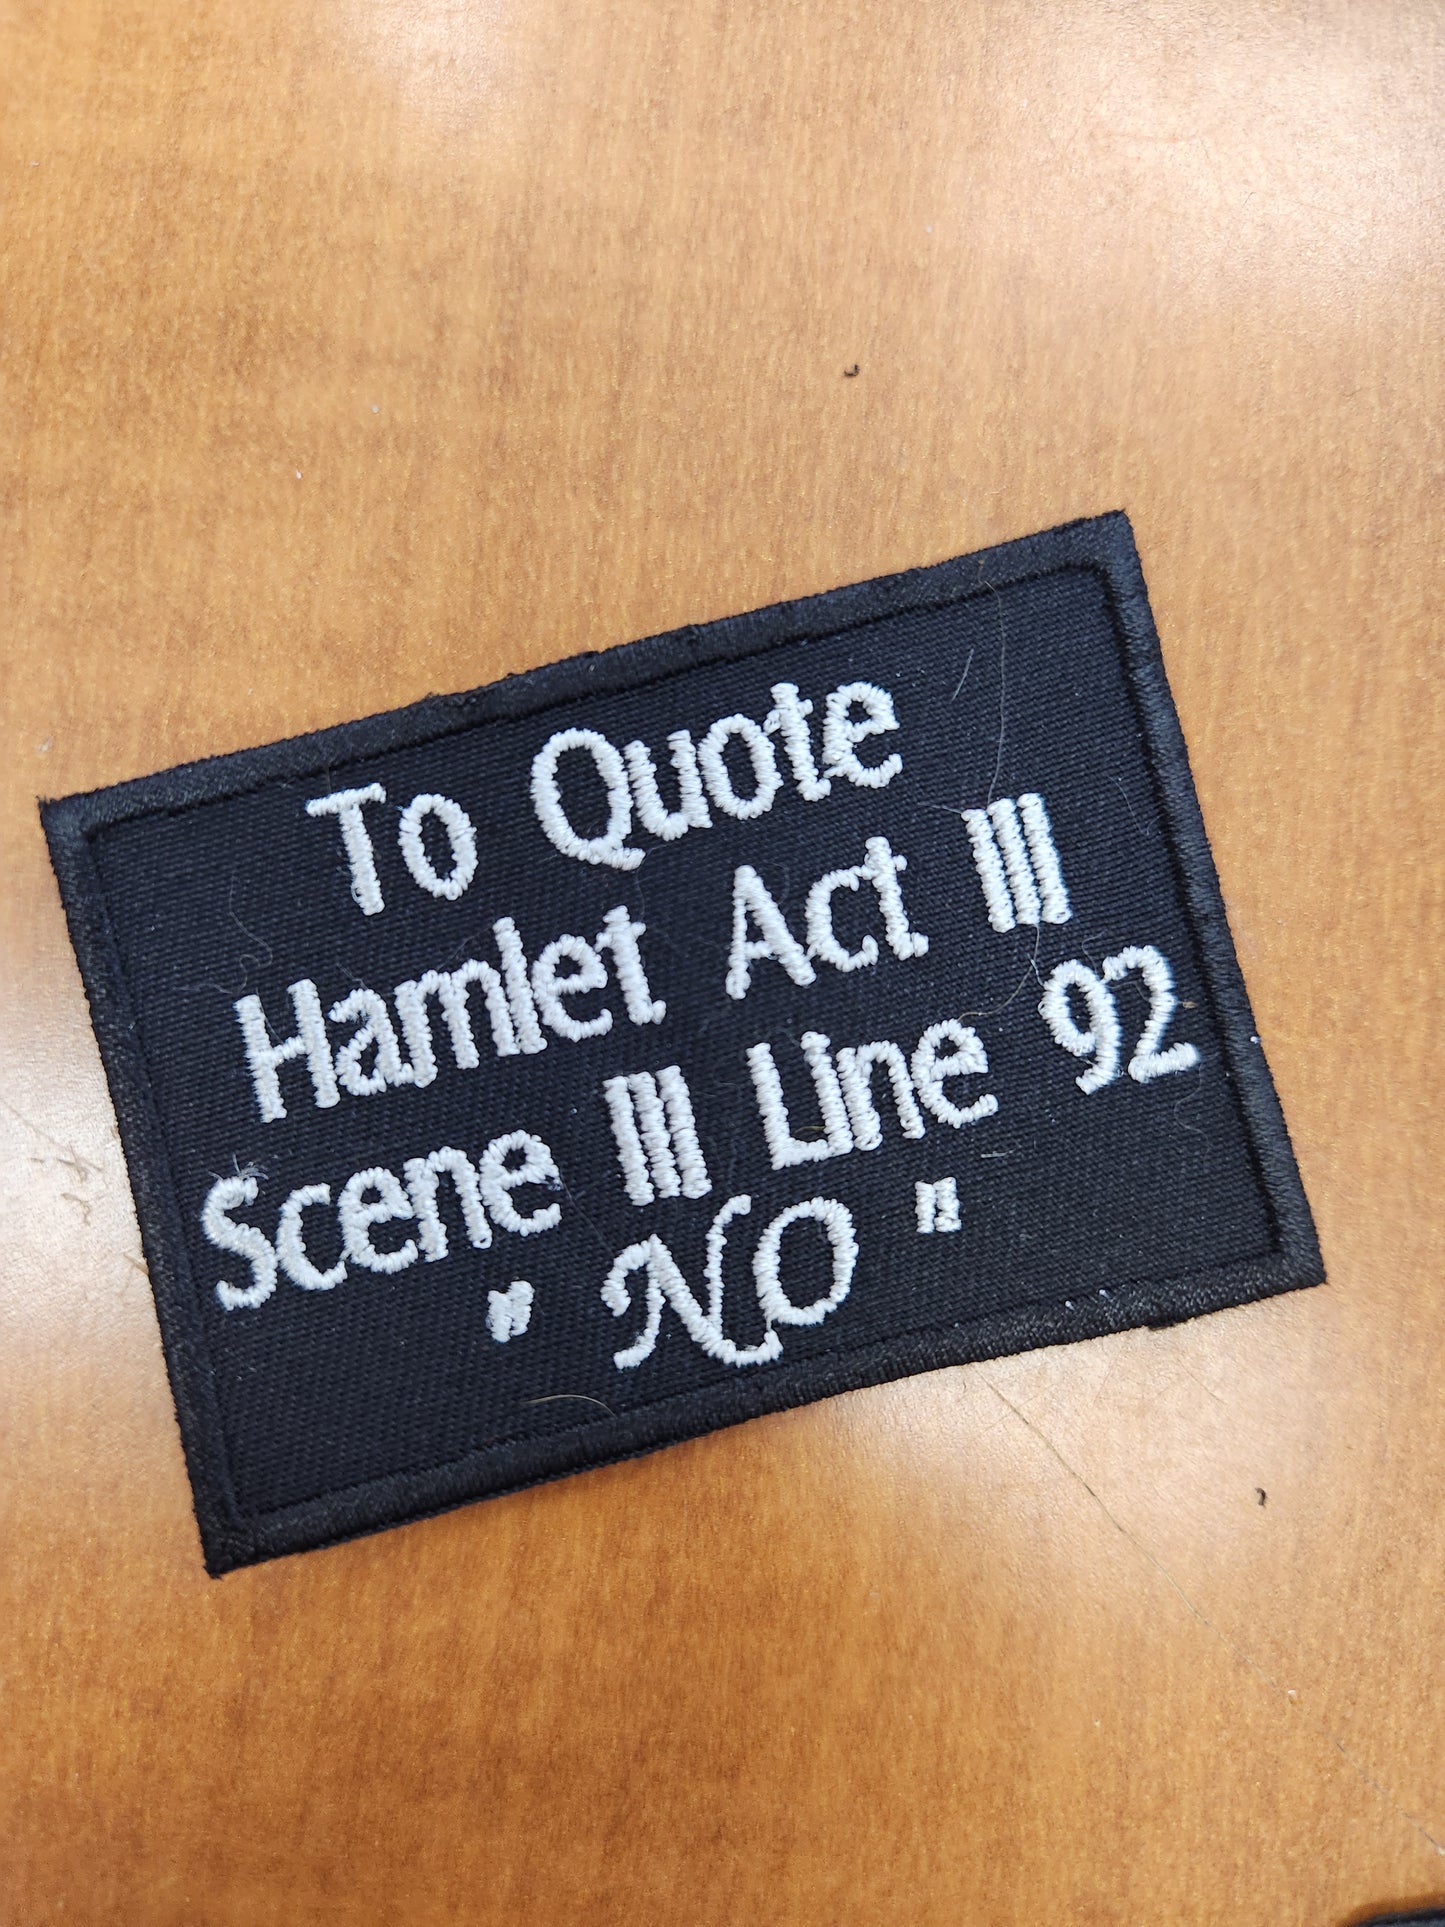 To Quote
Hamlet Act III
Scene III Line 92
" NO "